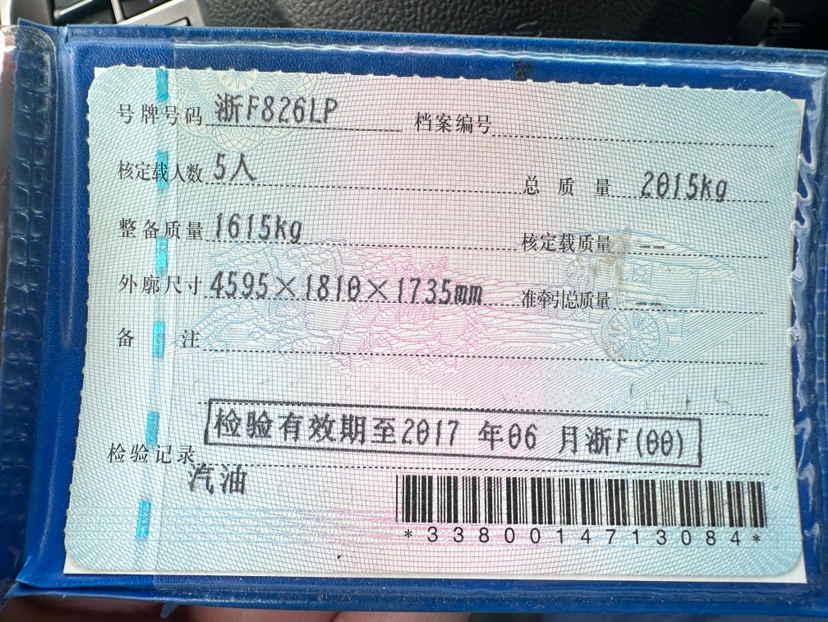 号牌号码 浙F826LP 档案编号
核定载人数 5人 总质量 2015kg
整备质量 1615kg 核定载质量 --
外廓尺寸 4595×1810×1735mm 准牵引总质量 --
备注
检验记录 检验有效期至2017 年06 月浙F(00)
汽油
*3380014713084*